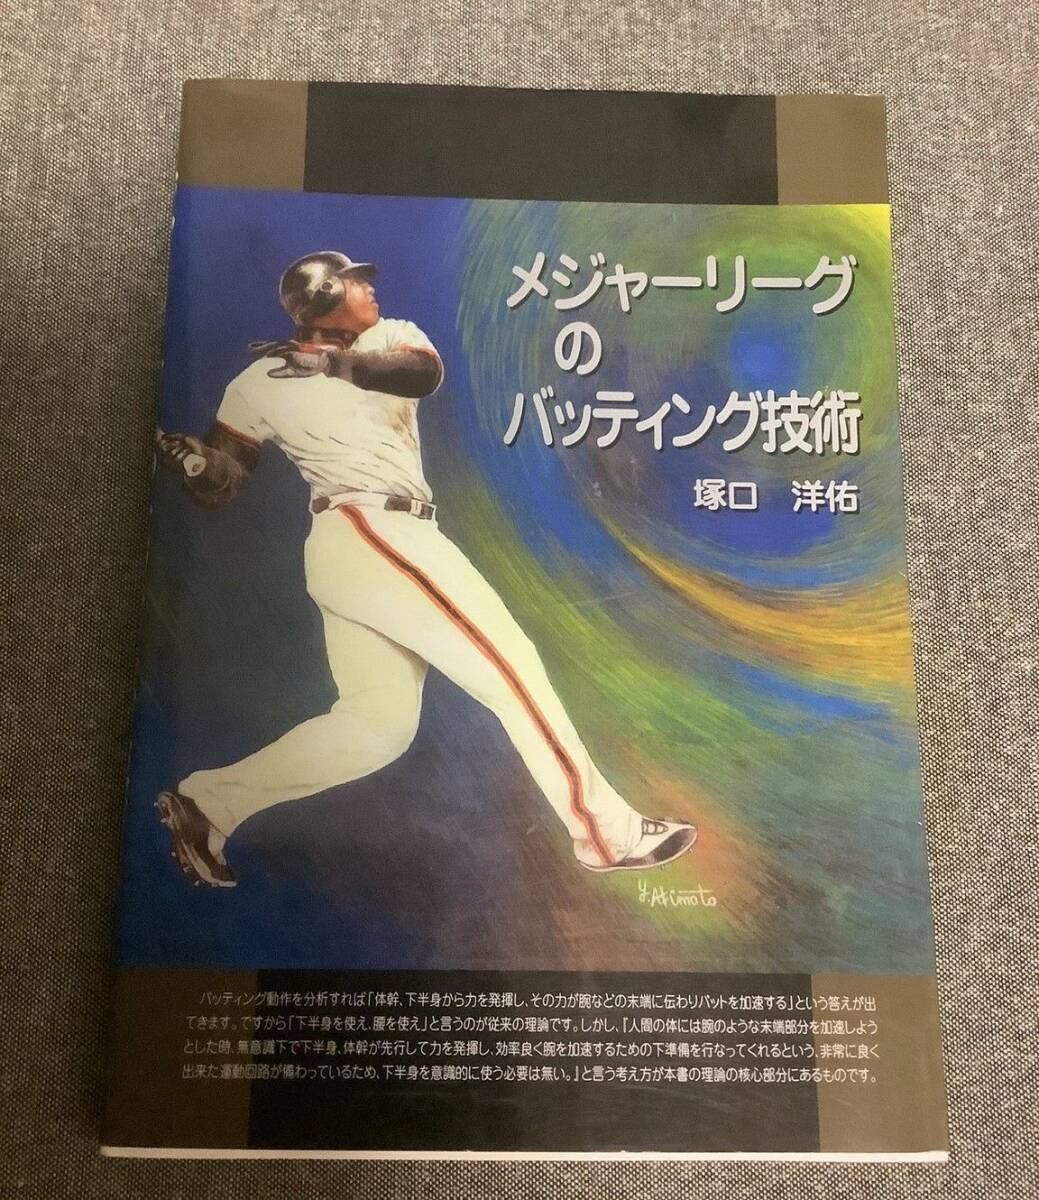 メジャーリーグ
の
バッティング技術
塚口 洋佑
y.Akimoto
バッティング動作を分析すれば「体幹、下半身から力を発揮し、その力が腕などの末端に伝わりバットを加速する」という答えが出
てきます。ですから「下半身を使え、腰を使え」と言うのが従来の理論です。しかし、『人間の体には腕のような末端部分を加速しよう
とした時、無意識下で下半身、体幹が先行して力を発揮し、効率良く腕を加速するための下準備を行なってくれるという、非常に良く
出来た運動回路が備わっているため、下半身を意識的に使う必要は無い。』と言う考え方が本書の理論の核心部分にあるものです。